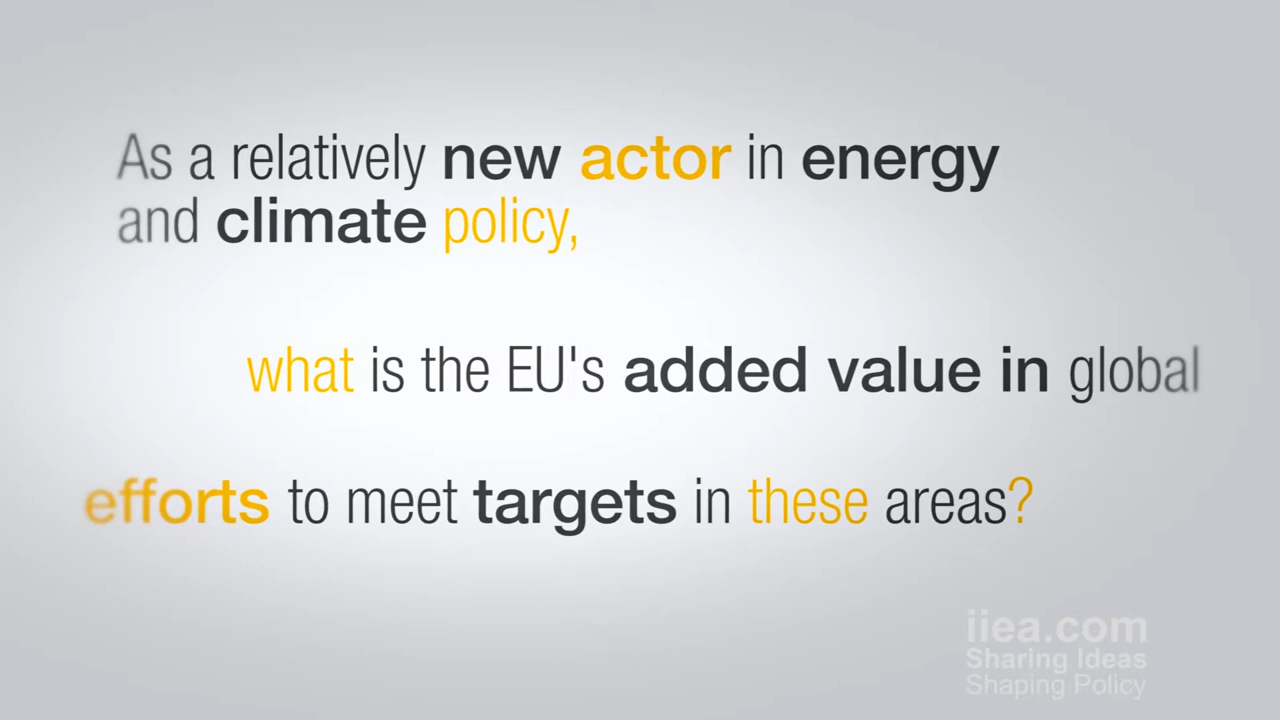 As a relatively new actor in energy
and climate policy,
what is the EU's added value in global
efforts to meet targets in these areas?
iiea.com
Sharing Ideas
Shaping Policy